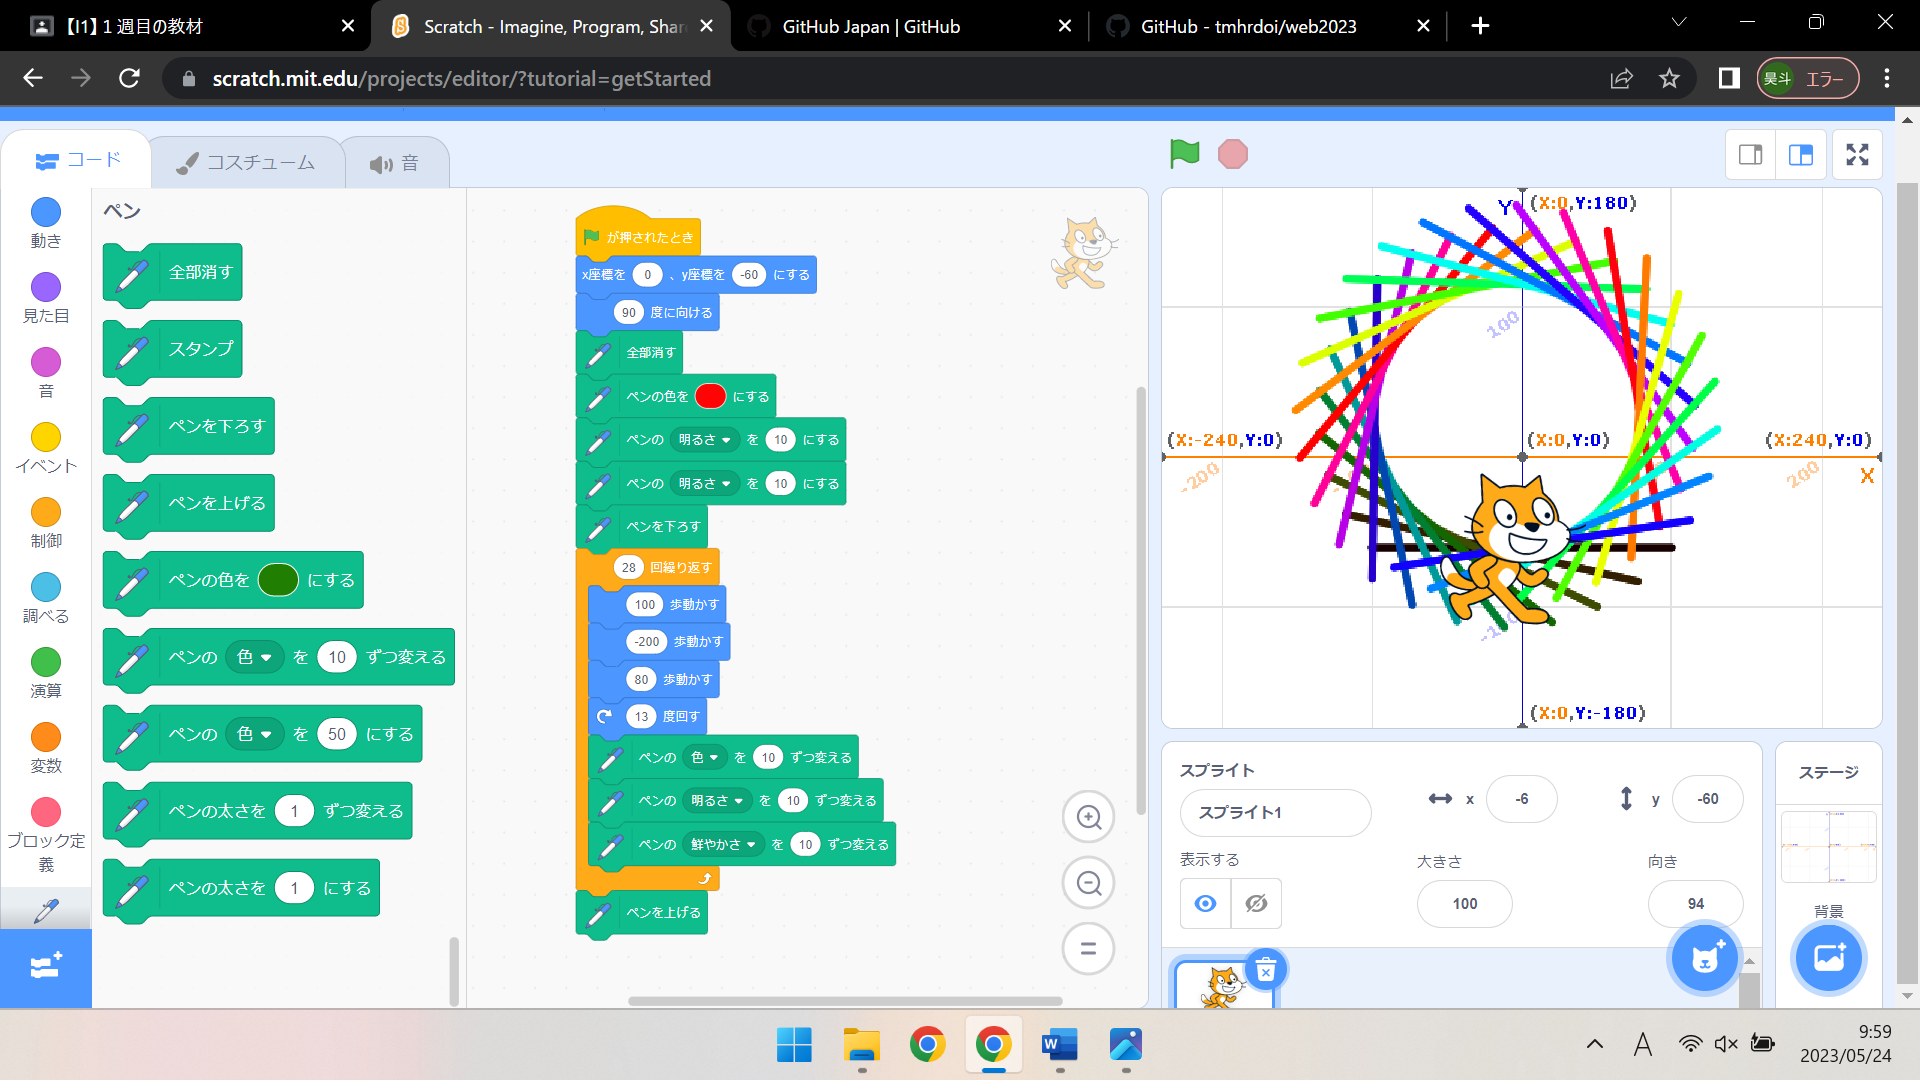 【I1】１週目の教材
Scratch - Imagine, Program, Shar
GitHub Japan | GitHub
GitHub - tmhrdoi/web2023
scratch.mit.edu/projects/editor/?tutorial=getStarted
昊斗 エラー
コード
コスチューム
音
動き
見た目
音
イベント
制御
調べる
演算
変数
ブロック定
義
ペン
全部消す
スタンプ
ペンを下ろす
ペンを上げる
ペンの色を にする
ペンの 色 を 10 ずつ変える
ペンの 色 を 50 にする
ペンの太さを 1 ずつ変える
ペンの太さを 1 にする
が押されたとき
x座標を 0 、y座標を -60 にする
90 度に向ける
全部消す
ペンの色を にする
ペンの 明るさ を 10 にする
ペンの 明るさ を 10 にする
ペンを下ろす
28 回繰り返す
100 歩動かす
-200 歩動かす
80 歩動かす
13 度回す
ペンの 色 を 10 ずつ変える
ペンの 明るさ を 10 ずつ変える
ペンの 鮮やかさ を 10 ずつ変える
ペンを上げる
Y
(X:0,Y:180)
100
(X:-240,Y:0)
(X:0,Y:0)
(X:240,Y:0)
-200
200
X
(X:0,Y:-180)
スプライト
スプライト1
x -6
y -60
表示する
大きさ
100
向き
94
ステージ
背景
A
9:59
2023/05/24